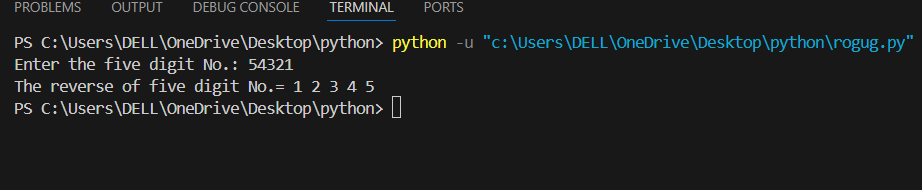 PROBLEMS OUTPUT DEBUG CONSOLE TERMINAL PORTS
PS C:\Users\DELL\OneDrive\Desktop\python> python -u "c:\Users\DELL\OneDrive\Desktop\python\rogug.py"
Enter the five digit No.: 54321
The reverse of five digit No.= 1 2 3 4 5
PS C:\Users\DELL\OneDrive\Desktop\python>